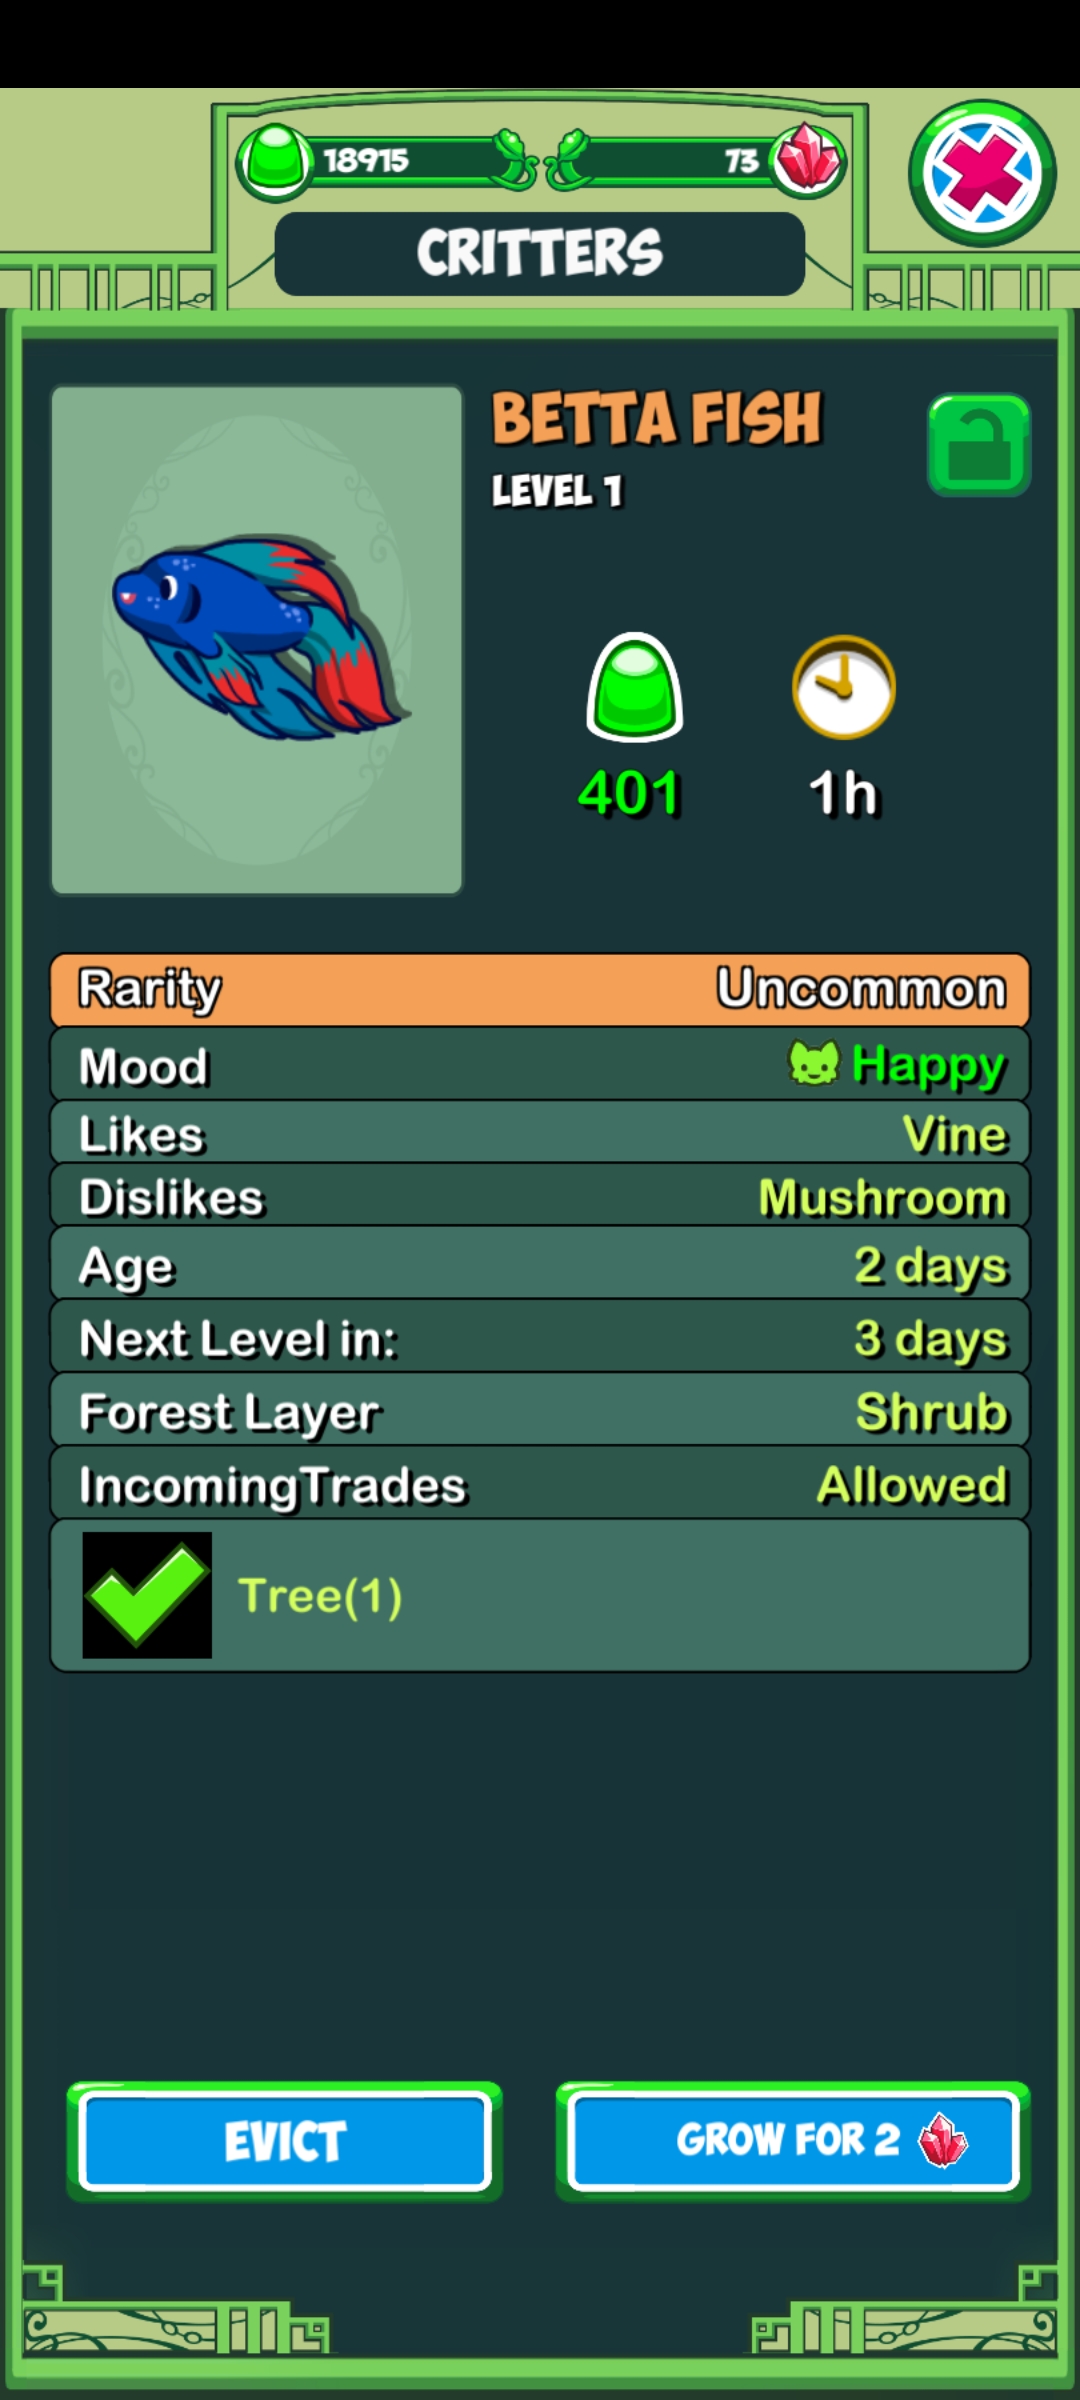 18915
73
CRITTERS
BETTA FISH
LEVEL 1
401
1h
Rarity Uncommon
Mood Happy
Likes Vine
Dislikes Mushroom
Age 2 days
Next Level in: 3 days
Forest Layer Shrub
IncomingTrades Allowed
Tree(1)
EVICT
GROW FOR 2